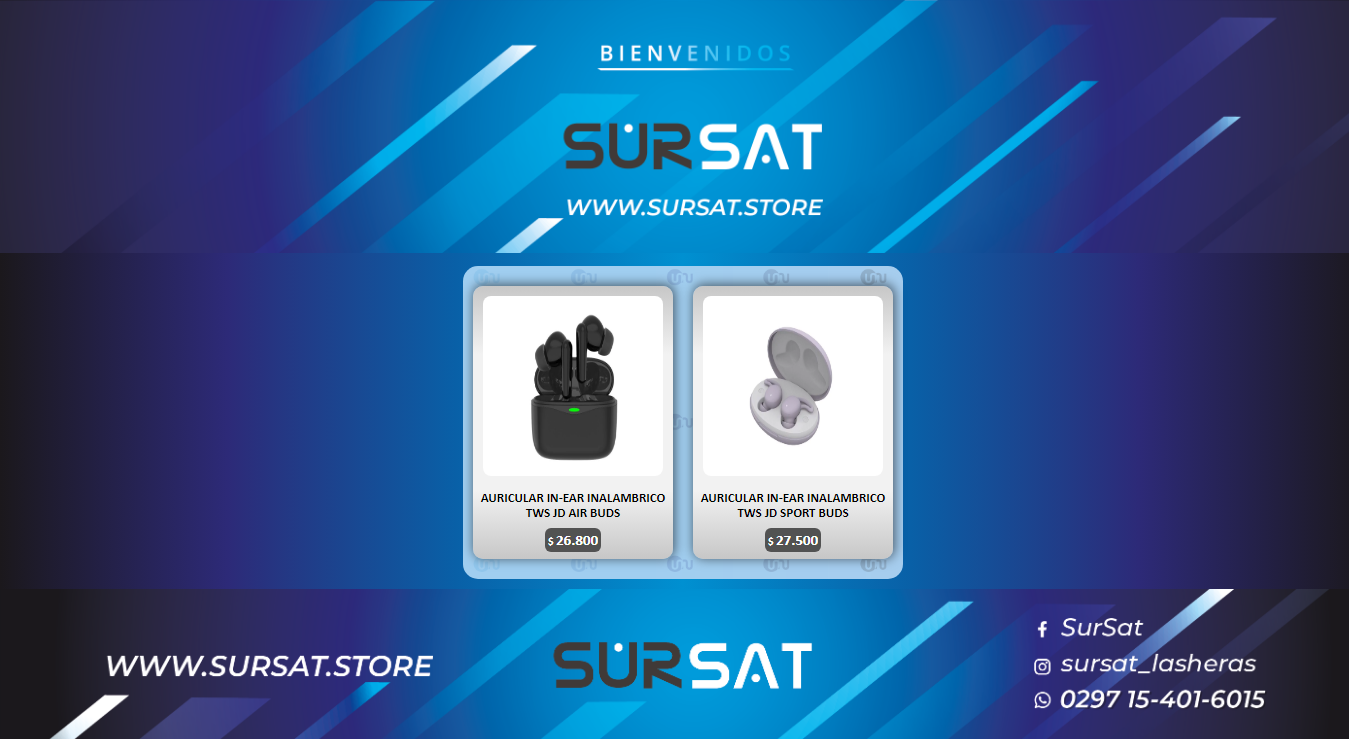 BIENVENIDOS
SURSAT
WWW.SURSAT.STORE
AURICULAR IN-EAR INALAMBRICO
TWS JD AIR BUDS
$ 26.800
AURICULAR IN-EAR INALAMBRICO
TWS JD SPORT BUDS
$ 27.500
WWW.SURSAT.STORE
SURSAT
SurSat
sursat_lasheras
0297 15-401-6015